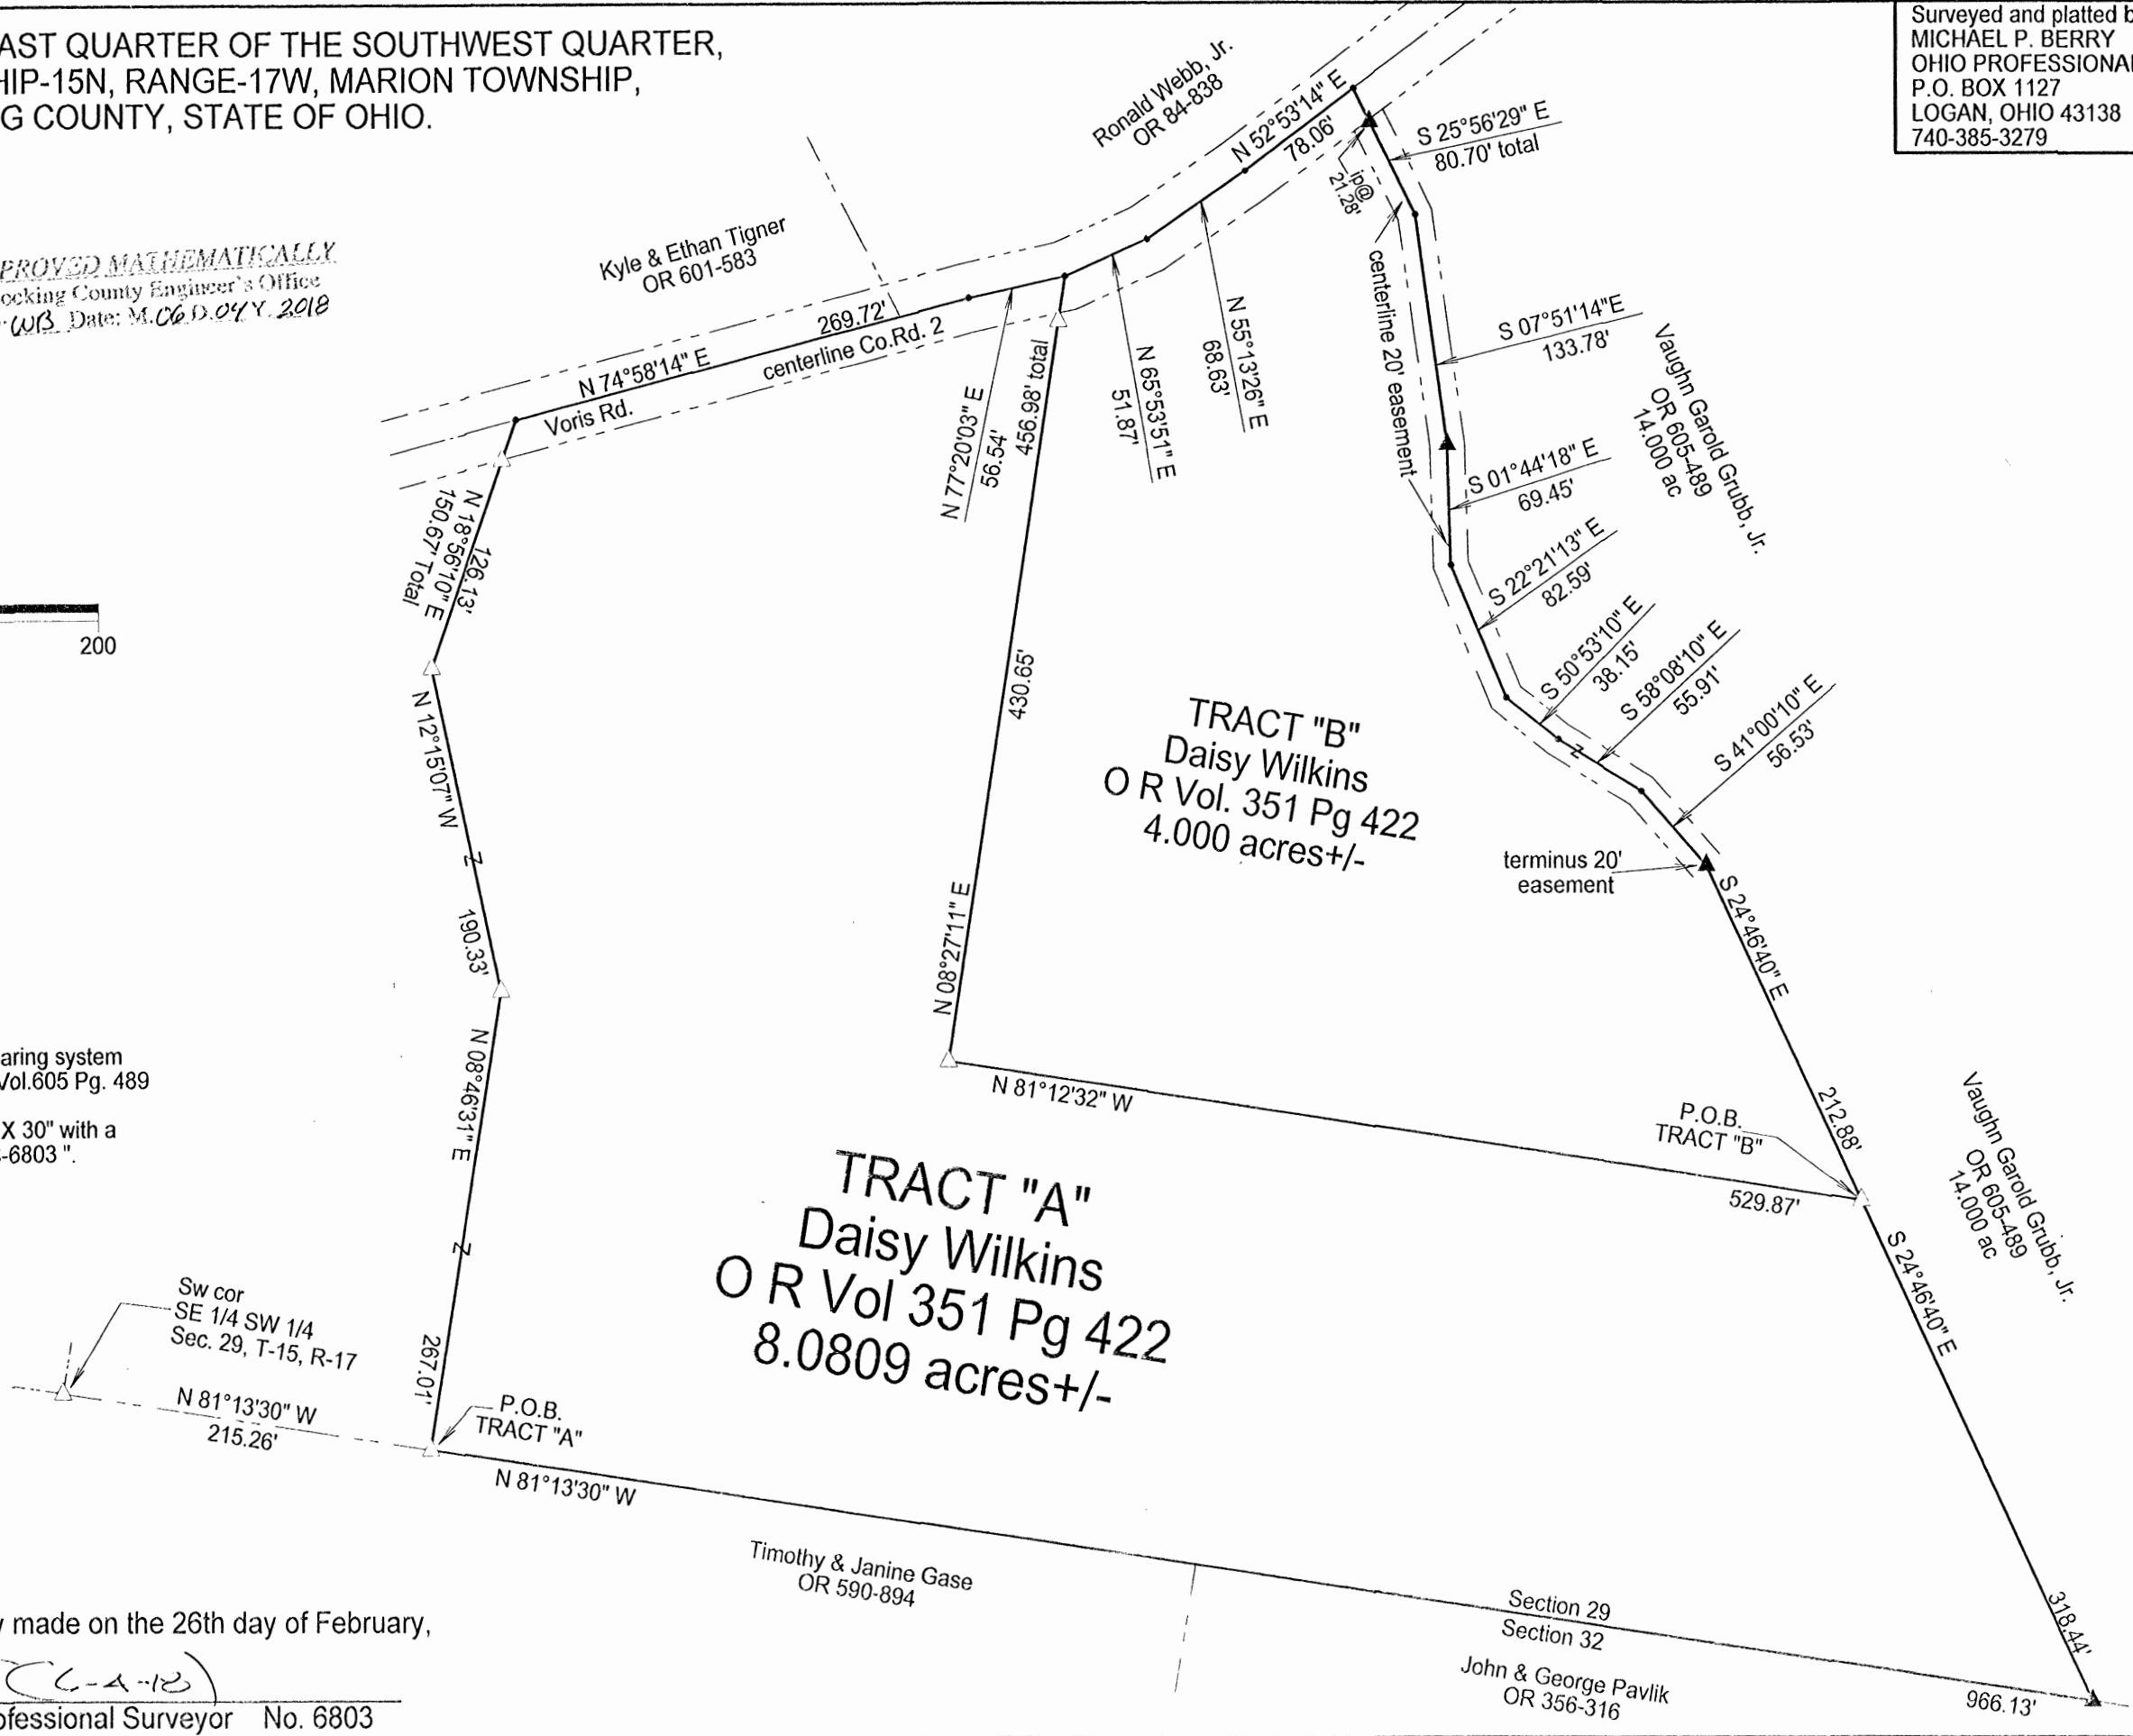 AST QUARTER OF THE SOUTHWEST QUARTER,
HIP-15N, RANGE-17W, MARION TOWNSHIP,
G COUNTY, STATE OF OHIO.
Surveyed and platted b
MICHAEL P. BERRY
OHIO PROFESSIONAL
P.O. BOX 1127
LOGAN, OHIO 43138
740-385-3279
PROVED MATHEMATICALLY
ocking County Engineer's Office
WB Date: M.06 D.04 Y.2018
Kyle & Ethan Tigner
OR 601-583
Ronald Webb, Jr.
OR 84-838
N 52°53'14" E
78.06'
ip@
21.28'
S 25°56'29" E
80.70' total
N 74°58'14" E
269.72'
Voris Rd.
centerline Co.Rd. 2
N 77°20'03" E
56.54'
456.98' total
N 65°53'51" E
51.87'
N 55°13'26" E
68.63'
centerline 20' easement
S 07°51'14"E
133.78'
Vaughn Garold Grubb, Jr.
OR 605-489
14.000 ac
S 01°44'18" E
69.45'
S 22°21'13" E
82.59'
S 50°53'10" E
38.15'
S 58°08'10" E
55.91'
S 41°00'10" E
56.53'
126.13'
N 18°56'10" E
150.67' Total
200
N 12°15'07" W
Z
190.33'
430.65'
N 08°27'11" E
TRACT "B"
Daisy Wilkins
O R Vol. 351 Pg 422
4.000 acres+/-
Z
terminus 20'
easement
S 24°46'40" E
212.88'
aring system
Vol.605 Pg. 489
X 30" with a
-6803 ".
N 08°46'31" E
Z
267.01'
N 81°12'32" W
529.87'
P.O.B.
TRACT "B"
Vaughn Garold Grubb, Jr.
OR 605-489
14.000 ac
S 24°46'40" E
318.44'
TRACT "A"
Daisy Wilkins
O R Vol 351 Pg 422
8.0809 acres+/-
Sw cor
SE 1/4 SW 1/4
Sec. 29, T-15, R-17
N 81°13'30" W
215.26'
P.O.B.
TRACT "A"
N 81°13'30" W
966.13'
Timothy & Janine Gase
OR 590-894
Section 29
Section 32
John & George Pavlik
OR 356-316
y made on the 26th day of February,
(6-4-18)
ofessional Surveyor No. 6803